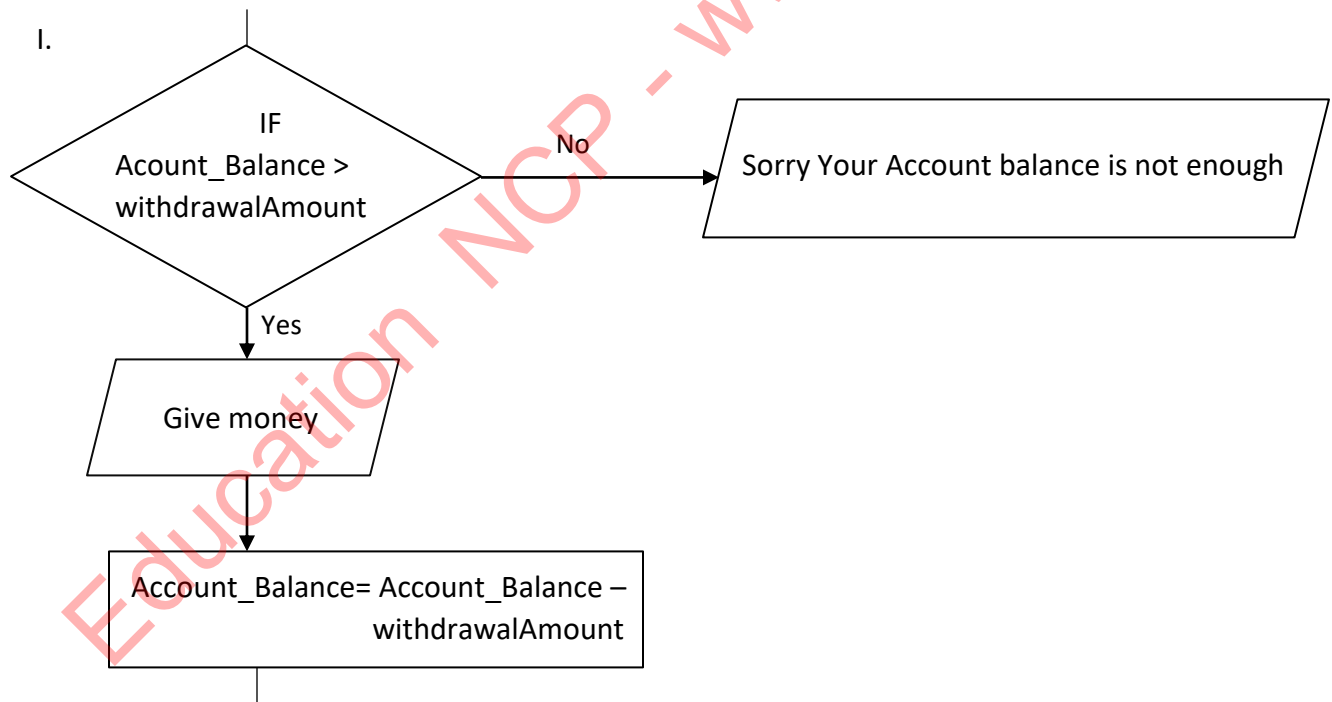 I.
IF
Acount_Balance >
withdrawalAmount
No
Sorry Your Account balance is not enough
Yes
Give money
Account_Balance= Account_Balance –
withdrawalAmount
Education NCP - w